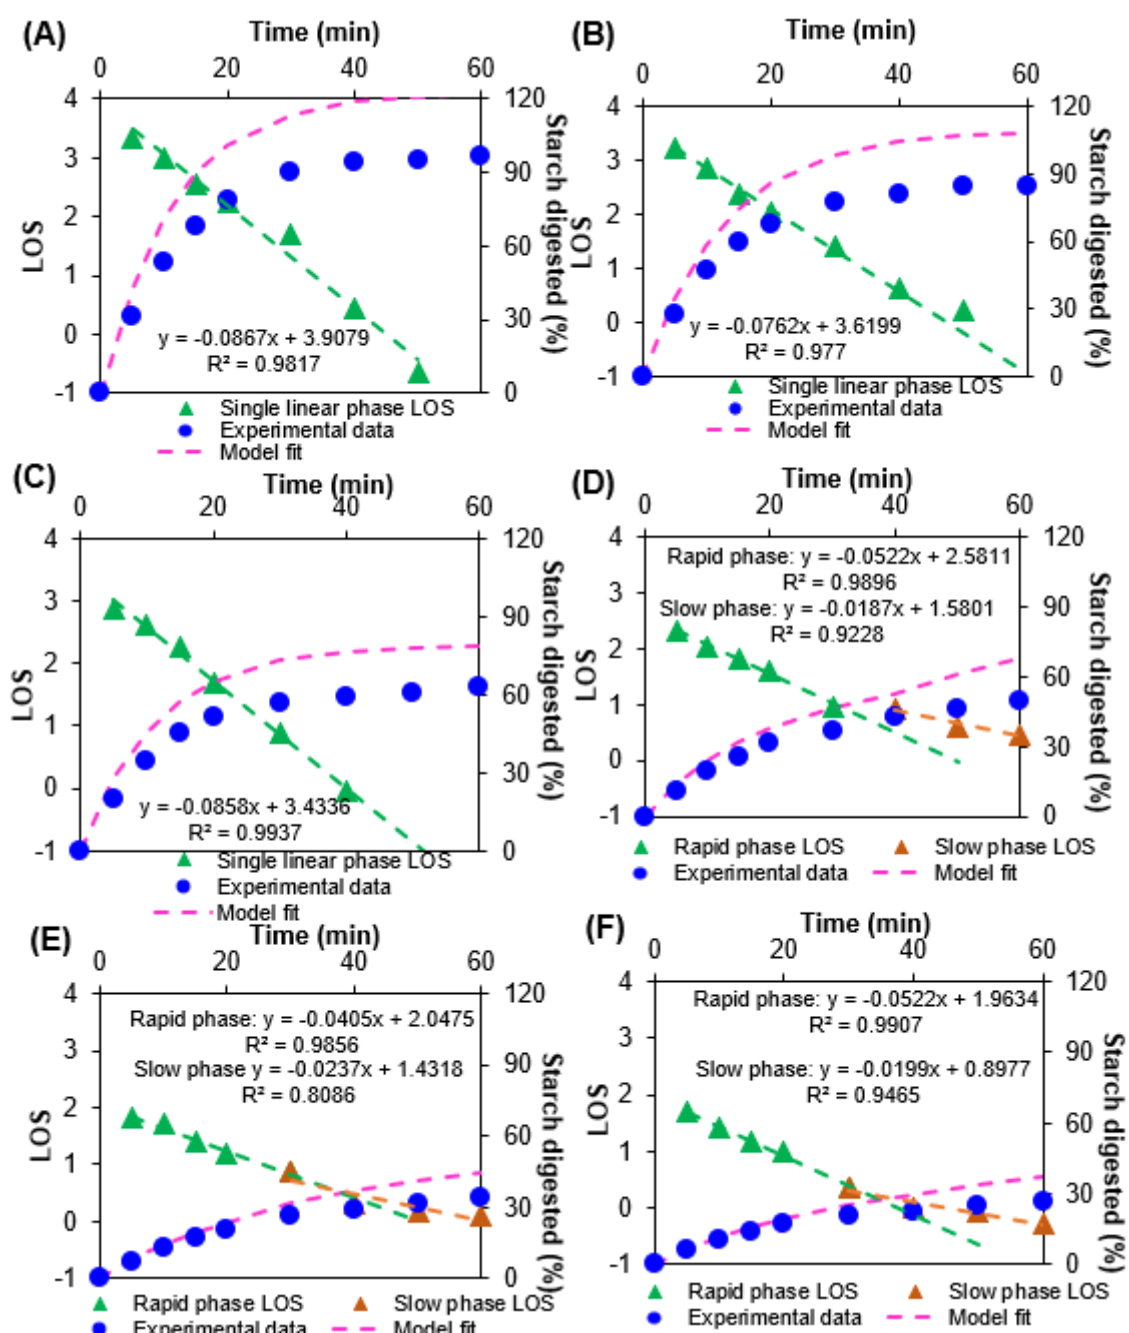 (A)
Time (min)
0 20 40 60
4
3
2
1
0
-1
LOS
120
90
60
30
0
Starch digested (%)
y = -0.0867x + 3.9079
R² = 0.9817
Single linear phase LOS
Experimental data
Model fit
(B)
Time (min)
0 20 40 60
4
3
2
1
0
-1
LOS
120
90
60
30
0
Starch digested (%)
y = -0.0762x + 3.6199
R² = 0.977
Single linear phase LOS
Experimental data
Model fit
(C)
Time (min)
0 20 40 60
4
3
2
1
0
-1
LOS
120
90
60
30
0
Starch digested (%)
y = -0.0858x + 3.4336
R² = 0.9937
Single linear phase LOS
Experimental data
Model fit
(D)
0 20 40 60
4
3
2
1
0
-1
LOS
120
90
60
30
0
Starch digested (%)
Rapid phase: y = -0.0522x + 2.5811
R² = 0.9896
Slow phase: y = -0.0187x + 1.5801
R² = 0.9228
Rapid phase LOS Slow phase LOS
Experimental data Model fit
(E)
Time (min)
0 20 40 60
4
3
2
1
0
-1
LOS
120
90
60
30
0
Starch digested (%)
Rapid phase: y = -0.0405x + 2.0475
R² = 0.9856
Slow phase y = -0.0237x + 1.4318
R² = 0.8086
Rapid phase LOS Slow phase LOS
Experimental data Model fit
(F)
Time (min)
0 20 40 60
4
3
2
1
0
-1
LOS
120
90
60
30
0
Starch digested (%)
Rapid phase: y = -0.0522x + 1.9634
R² = 0.9907
Slow phase: y = -0.0199x + 0.8977
R² = 0.9465
Rapid phase LOS Slow phase LOS
Experimental data Model fit